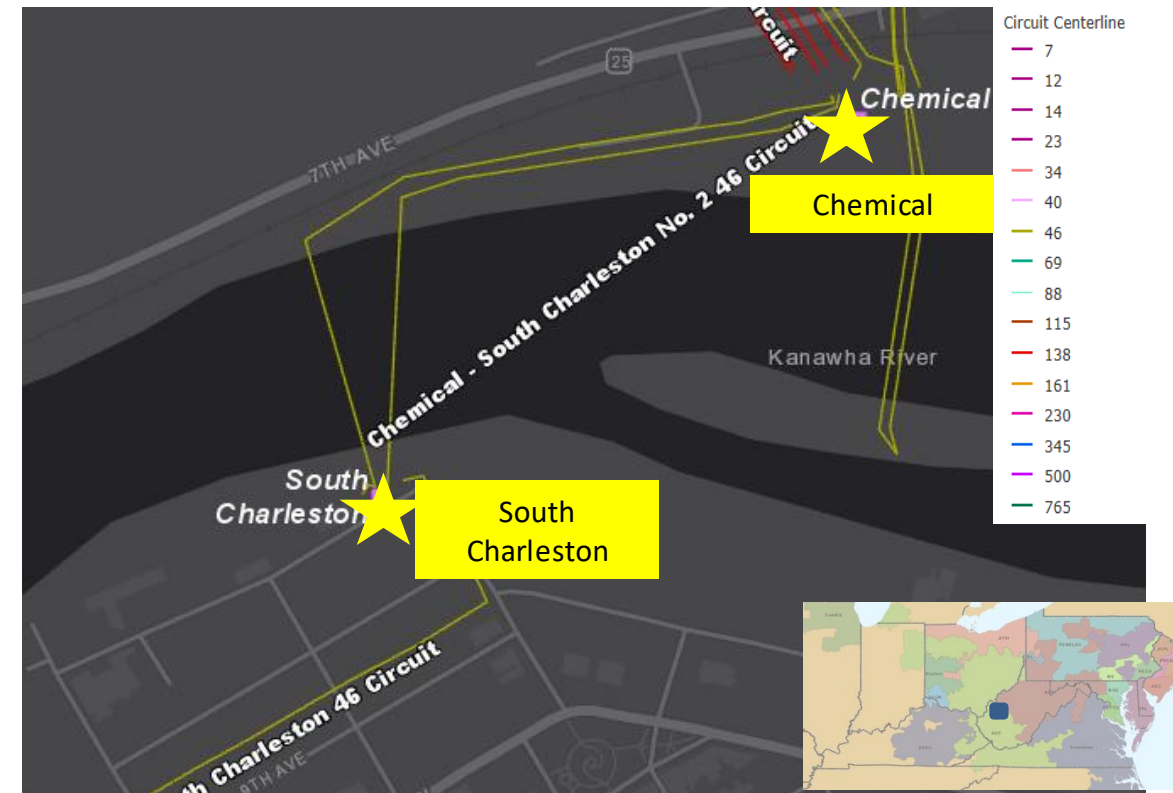 rcuit
25
7TH AVE
Chemical
Chemical - South Charleston No. 2 46 Circuit
Chemical
Kanawha River
South
Charleston
South
Charleston
th Charleston 46 Circuit
9TH AVE
Circuit Centerline
7
12
14
23
34
40
46
69
88
115
138
161
230
345
500
765